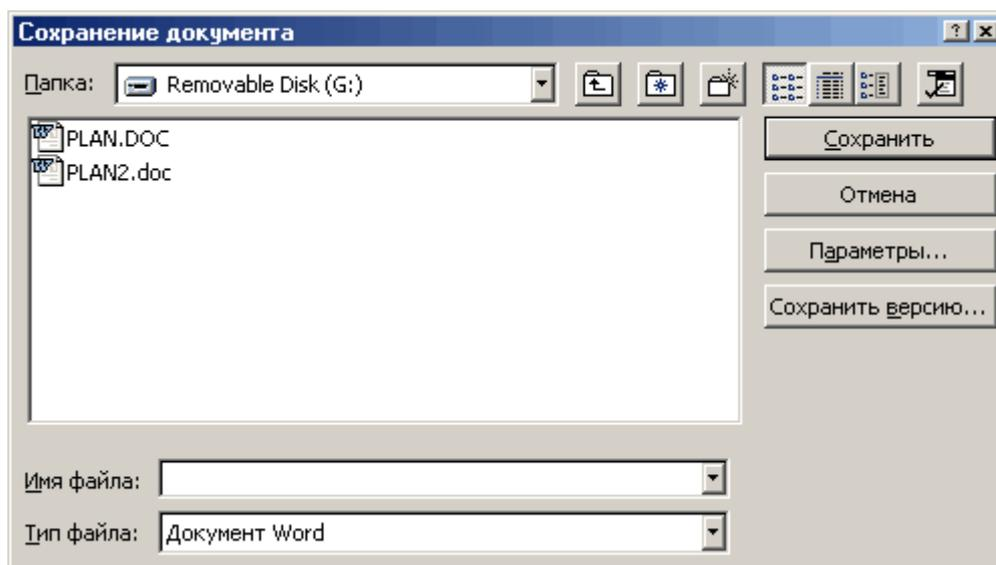 Сохранение документа
Папка: Removable Disk (G:)
PLAN.DOC
PLAN2.doc
Сохранить
Отмена
Параметры...
Сохранить версию...
Имя файла:
Тип файла: Документ Word